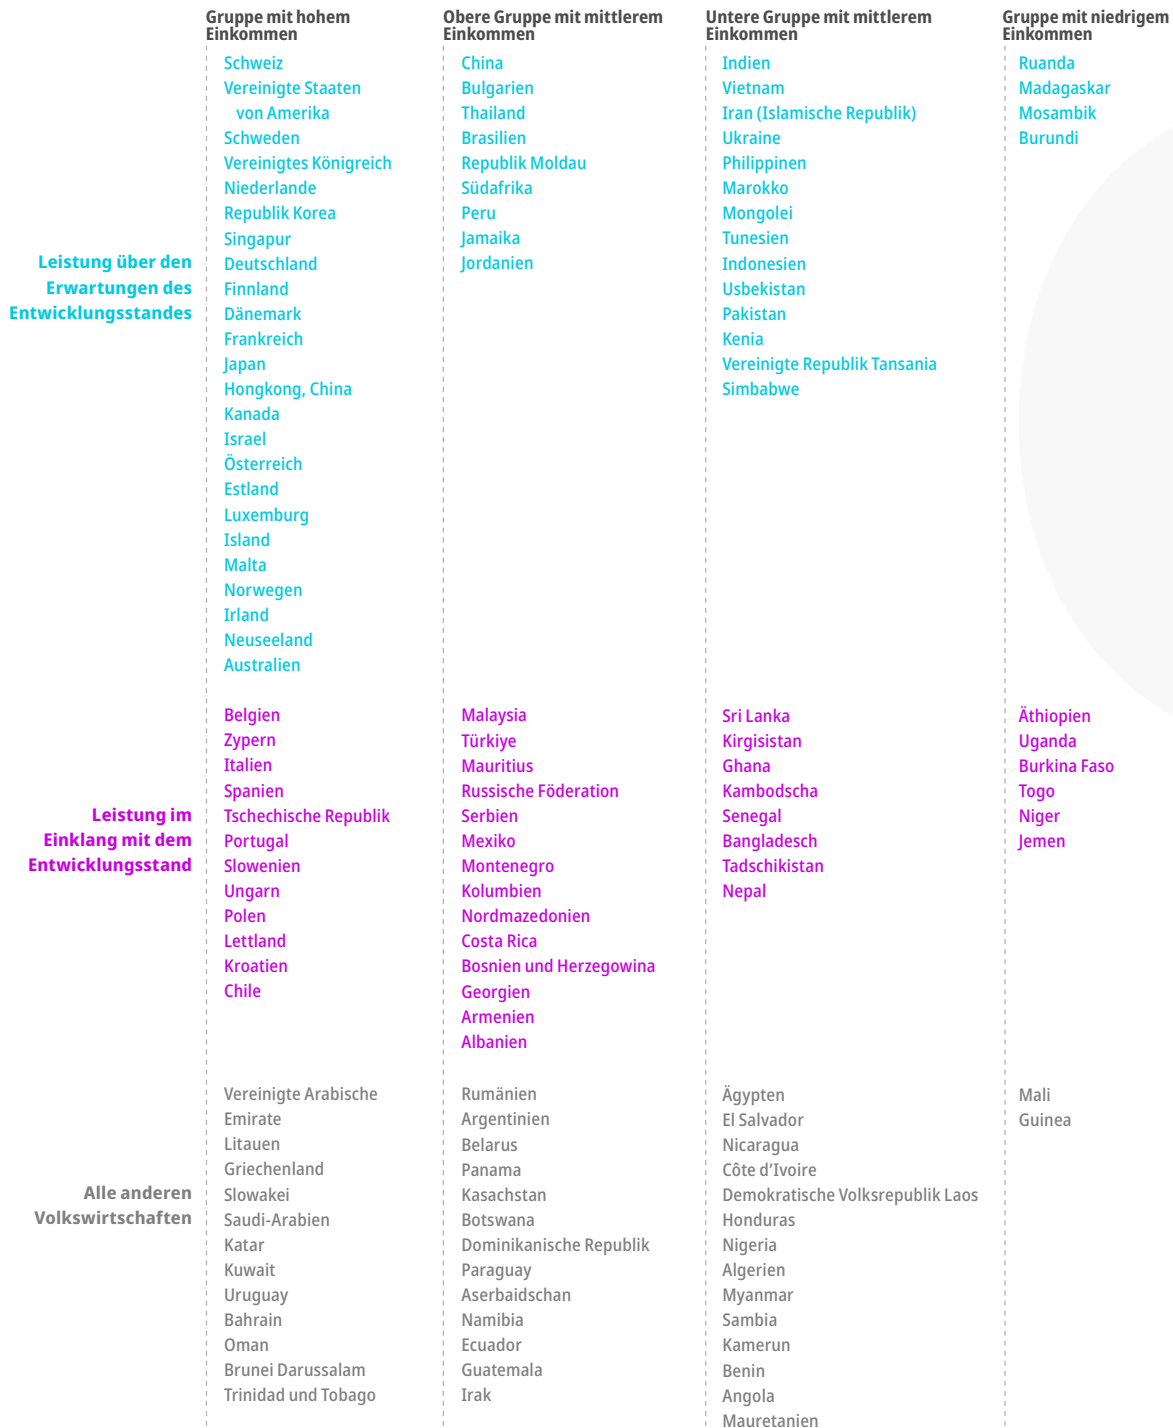 Gruppe mit hohem
Einkommen
Obere Gruppe mit mittlerem
Einkommen
Untere Gruppe mit mittlerem
Einkommen
Gruppe mit niedrigem
Einkommen
Leistung über den
Erwartungen des
Entwicklungsstandes
Schweiz
Vereinigte Staaten
von Amerika
Schweden
Vereinigtes Königreich
Niederlande
Republik Korea
Singapur
Deutschland
Finnland
Dänemark
Frankreich
Japan
Hongkong, China
Kanada
Israel
Österreich
Estland
Luxemburg
Island
Malta
Norwegen
Irland
Neuseeland
Australien
China
Bulgarien
Thailand
Brasilien
Republik Moldau
Südafrika
Peru
Jamaika
Jordanien
Indien
Vietnam
Iran (Islamische Republik)
Ukraine
Philippinen
Marokko
Mongolei
Tunesien
Indonesien
Usbekistan
Pakistan
Kenia
Vereinigte Republik Tansania
Simbabwe
Ruanda
Madagaskar
Mosambik
Burundi
Leistung im
Einklang mit dem
Entwicklungsstand
Belgien
Zypern
Italien
Spanien
Tschechische Republik
Portugal
Slowenien
Ungarn
Polen
Lettland
Kroatien
Chile
Malaysia
Türkiye
Mauritius
Russische Föderation
Serbien
Mexiko
Montenegro
Kolumbien
Nordmazedonien
Costa Rica
Bosnien und Herzegowina
Georgien
Armenien
Albanien
Sri Lanka
Kirgisistan
Ghana
Kambodscha
Senegal
Bangladesch
Tadschikistan
Nepal
Äthiopien
Uganda
Burkina Faso
Togo
Niger
Jemen
Alle anderen
Volkswirtschaften
Vereinigte Arabische
Emirate
Litauen
Griechenland
Slowakei
Saudi-Arabien
Katar
Kuwait
Uruguay
Bahrain
Oman
Brunei Darussalam
Trinidad und Tobago
Rumänien
Argentinien
Belarus
Panama
Kasachstan
Botswana
Dominikanische Republik
Paraguay
Aserbaidschan
Namibia
Ecuador
Guatemala
Irak
Ägypten
El Salvador
Nicaragua
Côte d’Ivoire
Demokratische Volksrepublik Laos
Honduras
Nigeria
Algerien
Myanmar
Sambia
Kamerun
Benin
Angola
Mauretanien
Mali
Guinea